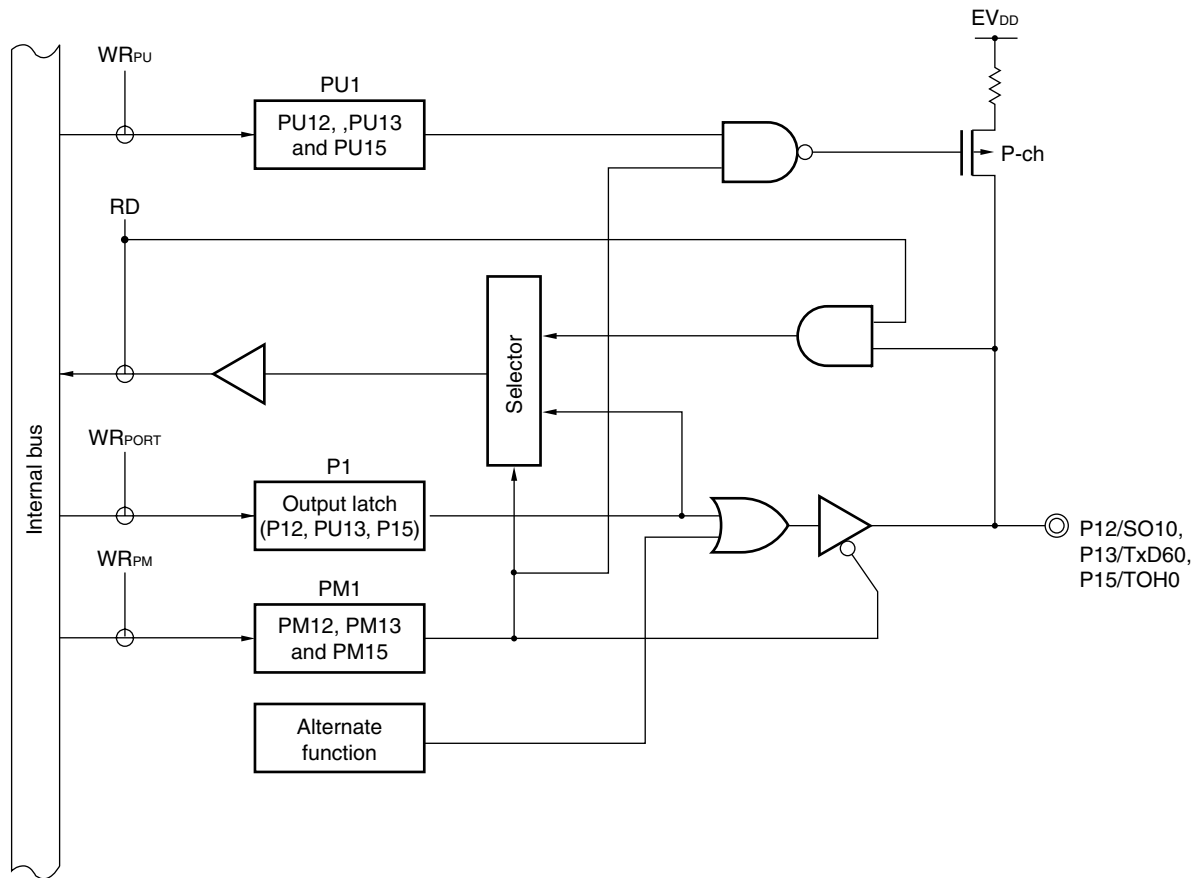 EVDD
WRPU
PU1
PU12, ,PU13
and PU15
P-ch
RD
Selector
WRPORT
P1
Output latch
(P12, PU13, P15)
Internal bus
P12/SO10,
P13/TxD60,
P15/TOH0
WRPM
PM1
PM12, PM13
and PM15
Alternate
function